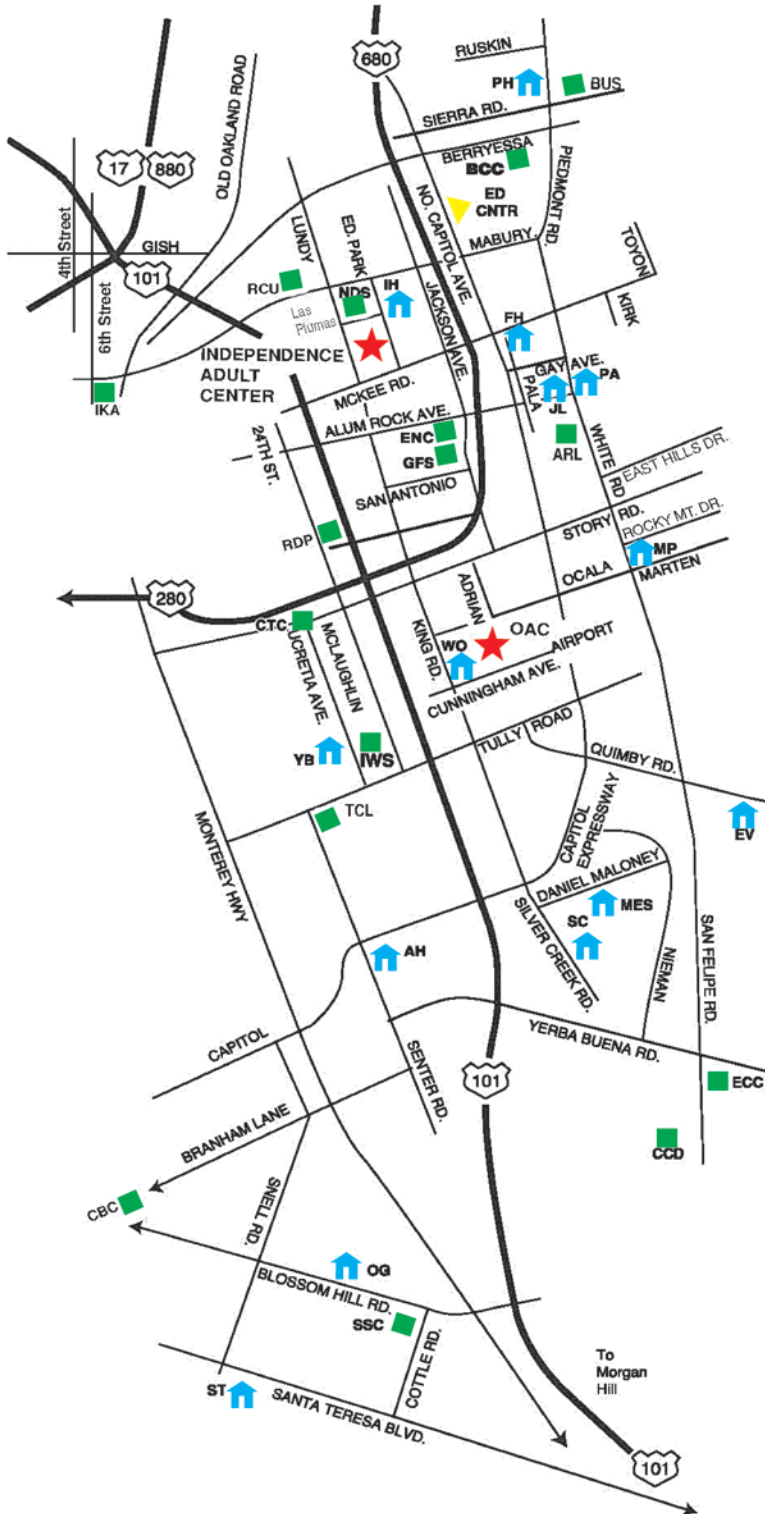 RUSKIN
680
PH
BUS
SIERRA RD.
OLD OAKLAND ROAD
BERRYESSA
BCC
17
880
PIEDMONT RD.
ED
CNTR
NO. CAPITOL AVE.
4th Street
GISH
LUNDY
ED. PARK
MABURY.
TOYON
101
6th Street
RCU
NDS
IH
JACKSON AVE.
KIRK
Las
Plumas
FH
INDEPENDENCE
ADULT
CENTER
GAY AVE.
PA
MCKEE RD.
PALA
JL
IKA
ALUM ROCK AVE.
24TH ST.
ENC
GFS
ARL
WHITE RD
EAST HILLS DR.
SAN ANTONIO
STORY RD.
ROCKY MT. DR.
RDP
MP
OCALA
MARTEN
280
ADRIAN
CTC
MCLAUGHLIN
KING RD.
OAC
WO
AIRPORT
UCRETIA AVE.
CUNNINGHAM AVE.
TULLY ROAD
YB
IWS
QUIMBY RD.
TCL
EV
MONTEREY HWY
CAPITOL
EXPRESSWAY
DANIEL MALONEY
MES
SC
SILVER CREEK RD.
SAN FELIPE RD.
NIEMAN
AH
CAPITOL
SENTER RD.
YERBA BUENA RD.
101
ECC
BRANHAM LANE
CCD
CBC
SNELL RD.
OG
BLOSSOM HILL RD.
SSC
COTTLE RD.
To
Morgan
Hill
ST
SANTA TERESA BLVD.
101